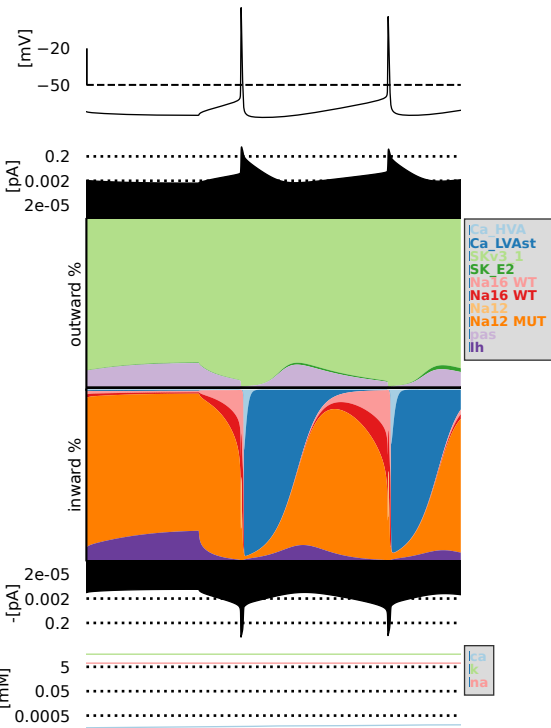 [mV]
−20
−50
[pA]
0.2
0.002
2e-05
outward %
Ca_HVA
Ca_LVAst
SKv3_1
SK_E2
Na16 WT
Na16 WT
Na12
Na12 MUT
pas
Ih
inward %
-[pA]
2e-05
0.002
0.2
[mM]
5
0.05
0.0005
ca
k
na